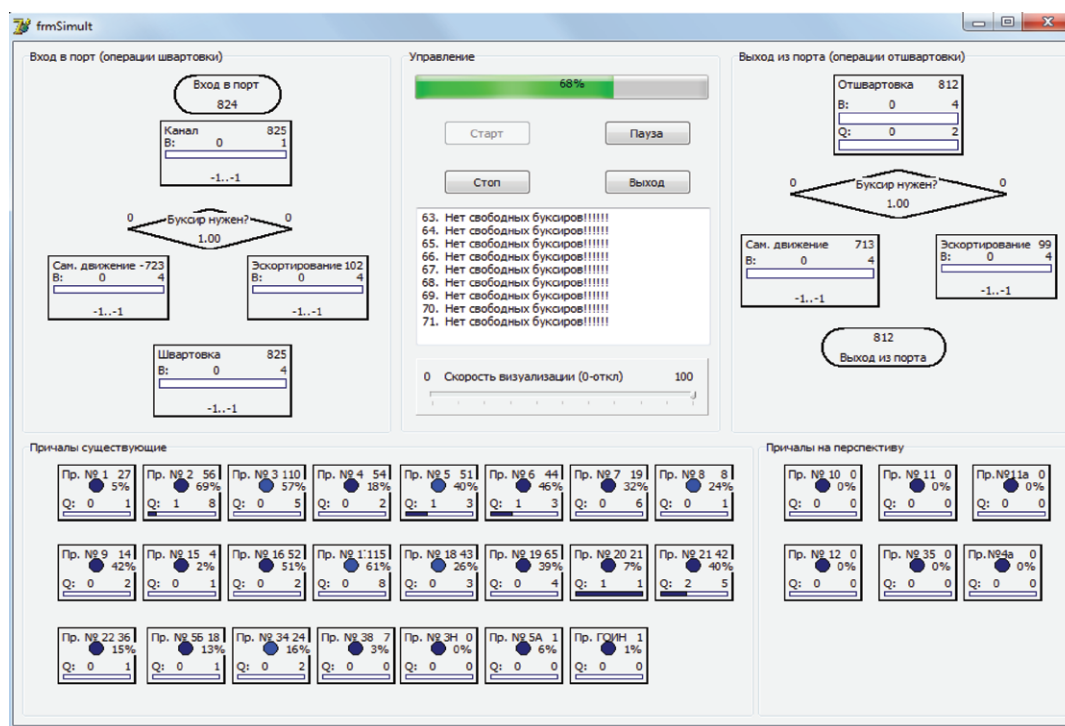 frmSimult
Вход в порт (операции швартовки)
Вход в порт
824
Канал 825
B: 0 1
-1..-1
0 0
Буксир нужен?
1.00
Сам. движение -723
B: 0 4
-1..-1
Эскортирование 102
B: 0 4
-1..-1
Швартовка 825
B: 0 4
-1..-1
Управление
68%
Старт
Пауза
Стоп
Выход
63. Нет свободных буксиров!!!!!!
64. Нет свободных буксиров!!!!!!
65. Нет свободных буксиров!!!!!!
66. Нет свободных буксиров!!!!!!
67. Нет свободных буксиров!!!!!!
68. Нет свободных буксиров!!!!!!
69. Нет свободных буксиров!!!!!!
70. Нет свободных буксиров!!!!!!
71. Нет свободных буксиров!!!!!!
0 Скорость визуализации (0-откл) 100
Выход из порта (операции отшвартовки)
Отшвартовка 812
B: 0 4
Q: 0 2
0 0
Буксир нужен?
1.00
Сам. движение 713
B: 0 4
-1..-1
Эскортирование 99
B: 0 4
-1..-1
812
Выход из порта
Причалы существующие
Пр. № 1 27
5%
Q: 0 1
Пр. № 2 56
69%
Q: 1 8
Пр. № 3 110
57%
Q: 0 5
Пр. № 4 54
18%
Q: 0 2
Пр. № 5 51
40%
Q: 1 3
Пр. № 6 44
46%
Q: 1 3
Пр. № 7 19
32%
Q: 0 6
Пр. № 8 8
24%
Q: 0 1
Пр. № 9 14
42%
Q: 0 2
Пр. № 15 4
2%
Q: 0 1
Пр. № 16 52
51%
Q: 0 2
Пр. № 1 115
61%
Q: 0 8
Пр. № 18 43
26%
Q: 0 3
Пр. № 19 65
39%
Q: 0 4
Пр. № 20 21
7%
Q: 1 1
Пр. № 21 42
40%
Q: 2 5
Пр. № 22 36
15%
Q: 0 1
Пр. № 5Б 18
13%
Q: 0 1
Пр. № 34 24
16%
Q: 0 2
Пр. № 38 7
3%
Q: 0 0
Пр. № 3Н 0
0%
Q: 0 0
Пр. № 5А 1
6%
Q: 0 0
Пр. ГОИН 1
1%
Q: 0 0
Причалы на перспективу
Пр. № 10 0
0%
Q: 0 0
Пр. № 11 0
0%
Q: 0 0
Пр.№11а 0
0%
Q: 0 0
Пр. № 12 0
0%
Q: 0 0
Пр. № 35 0
0%
Q: 0 0
Пр.№4а 0
0%
Q: 0 0